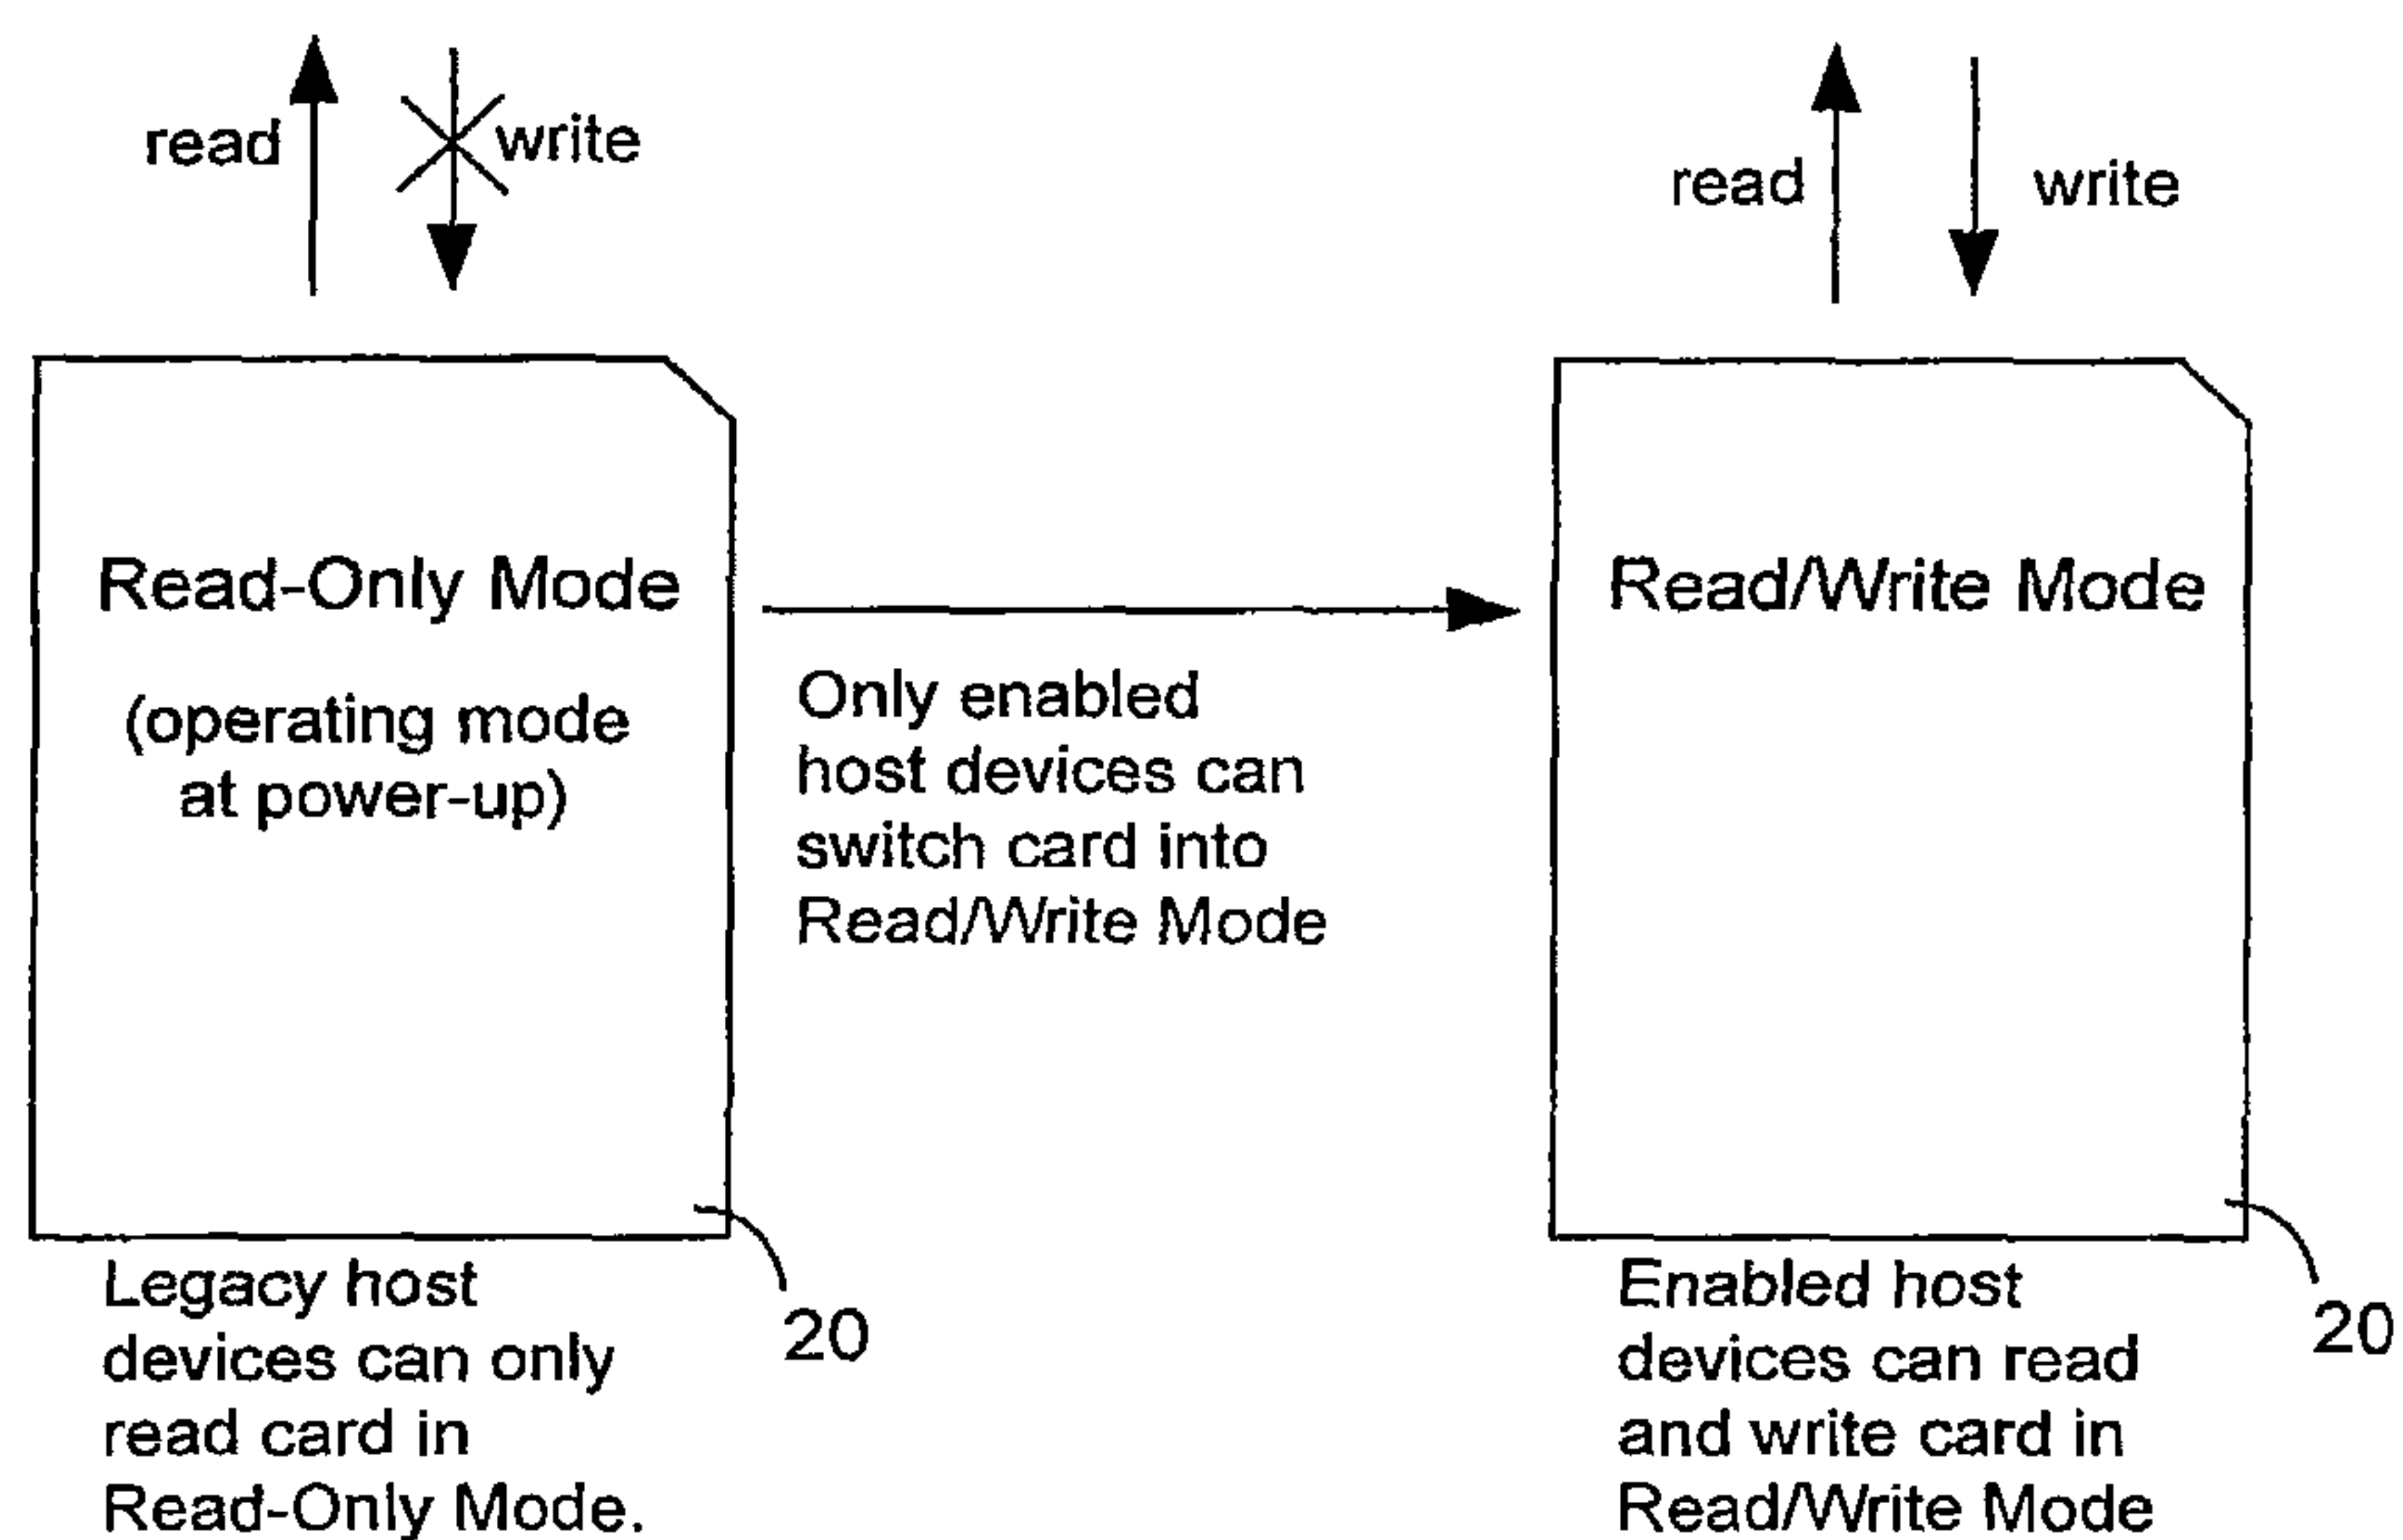 read
write
read
write
Read-Only Mode
(operating mode
at power-up)
Only enabled
host devices can
switch card into
Read/Write Mode
Read/Write Mode
Legacy host
devices can only
read card in
Read-Only Mode.
20
Enabled host
devices can read
and write card in
Read/Write Mode
20